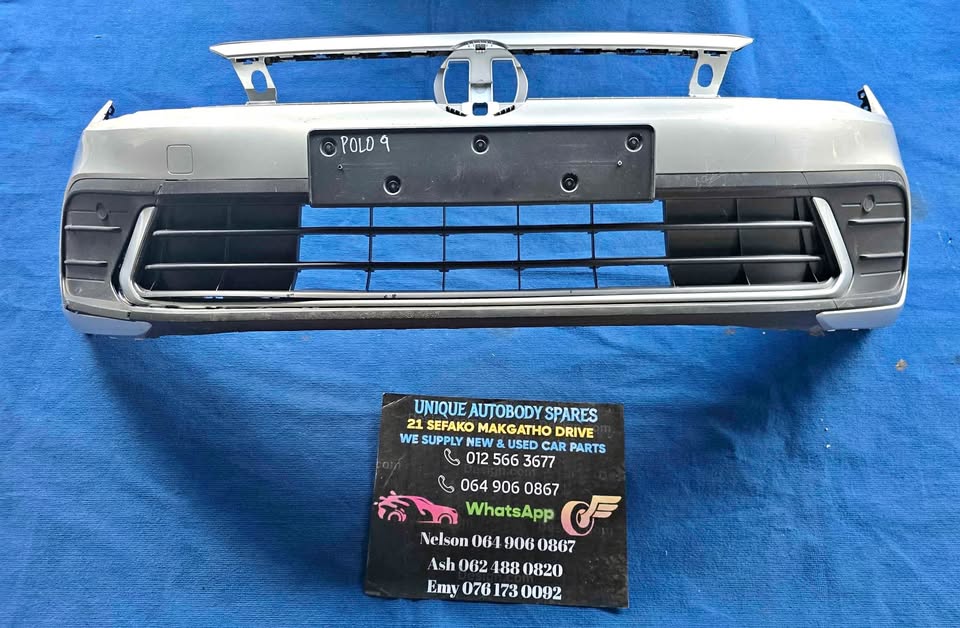 POLO 9
UNIQUE AUTOBODY SPARES
21 SEFAKO MAKGATHO DRIVE
WE SUPPLY NEW & USED CAR PARTS
012 566 3677
064 906 0867
WhatsApp
Nelson 064 906 0867
Ash 062 488 0820
Emy 076 173 0092